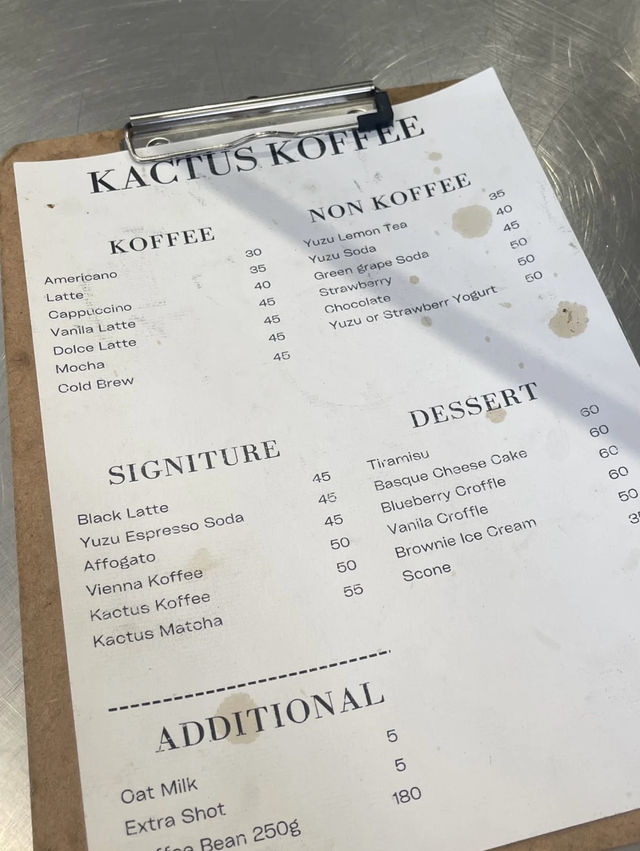 KACTUS KOFFEE
KOFFEE
Americano 30
Latte 35
Cappuccino 40
Vanila Latte 45
Dolce Latte 45
Mocha 45
Cold Brew 45
NON KOFFEE
Yuzu Lemon Tea 35
Yuzu Soda 40
Green grape Soda 45
Strawberry 50
Chocolate 50
Yuzu or Strawberr Yogurt 50
SIGNITURE
Black Latte 45
Yuzu Espresso Soda 45
Affogato 45
Vienna Koffee 50
Kactus Koffee 50
Kactus Matcha 55
DESSERT
Tiramisu 60
Basque Cheese Cake 60
Blueberry Croffle 60
Vanila Croffle 60
Brownie Ice Cream 50
Scone
ADDITIONAL
Oat Milk 5
Extra Shot 5
Bean 250g 180